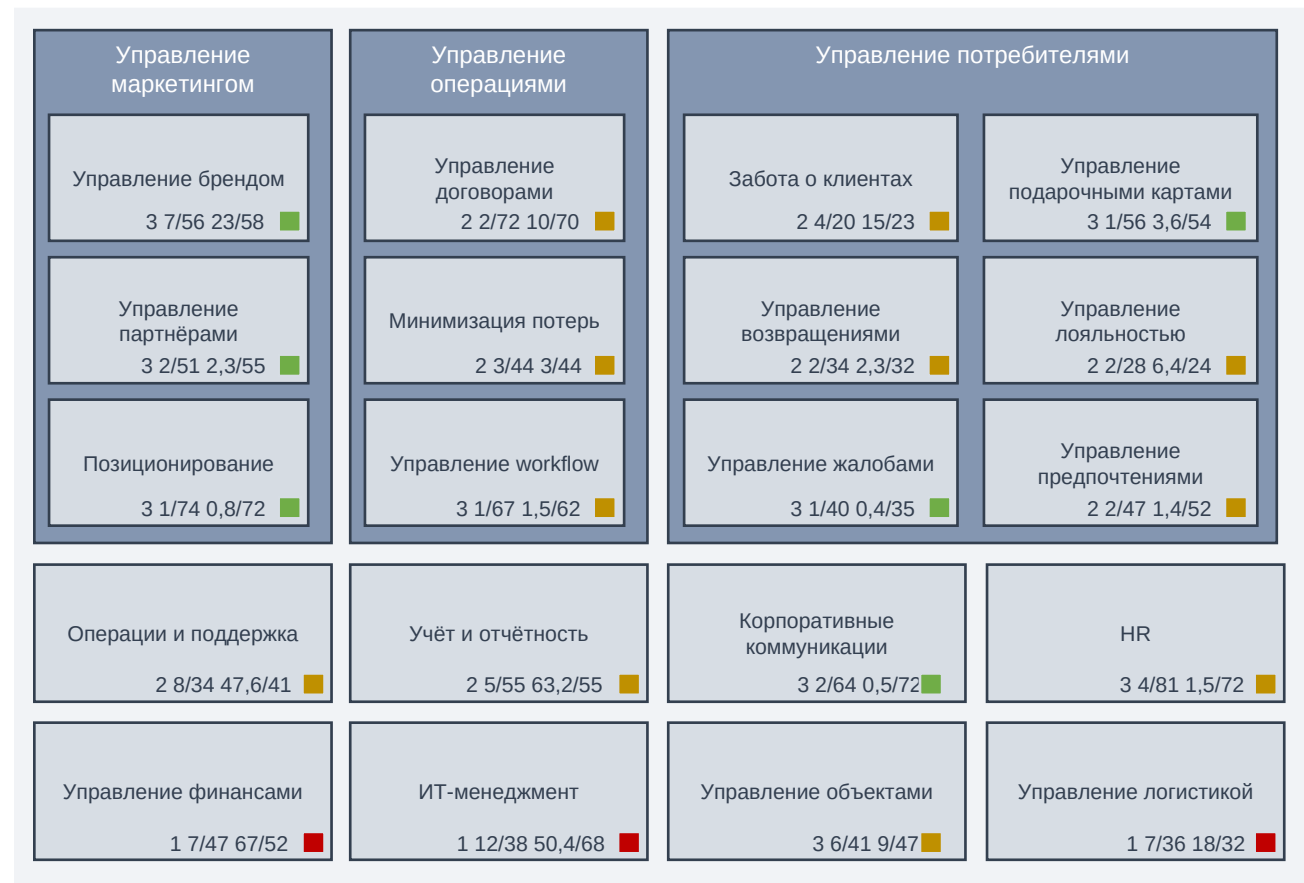 Управление
маркетингом
Управление брендом
3 7/56 23/58
Управление
партнёрами
3 2/51 2,3/55
Позиционирование
3 1/74 0,8/72
Управление
операциями
Управление
договорами
2 2/72 10/70
Минимизация потерь
2 3/44 3/44
Управление workflow
3 1/67 1,5/62
Управление потребителями
Забота о клиентах
2 4/20 15/23
Управление
подарочными картами
3 1/56 3,6/54
Управление
возвращениями
2 2/34 2,3/32
Управление
лояльностью
2 2/28 6,4/24
Управление жалобами
3 1/40 0,4/35
Управление
предпочтениями
2 2/47 1,4/52
Операции и поддержка
2 8/34 47,6/41
Учёт и отчётность
2 5/55 63,2/55
Корпоративные
коммуникации
3 2/64 0,5/72
HR
3 4/81 1,5/72
Управление финансами
1 7/47 67/52
ИТ-менеджмент
1 12/38 50,4/68
Управление объектами
3 6/41 9/47
Управление логистикой
1 7/36 18/32